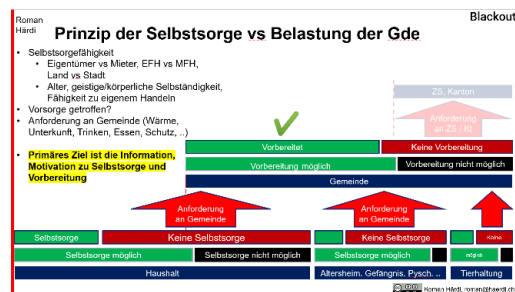 Roman
Härdi
Blackout
Prinzip der Selbstsorge vs Belastung der Gde
• Selbstsorgefähigkeit
• Eigentümer vs Mieter, EFH vs MFH,
Land vs Stadt
• Alter, geistige/körperliche Selbständigkeit,
Fähigkeit zu eigenem Handeln
• Vorsorge getroffen?
• Anforderung an Gemeinde (Wärme,
Unterkunft, Trinken, Essen, Schutz, ..)
• Primäres Ziel ist die Information,
Motivation zu Selbstsorge und
Vorbereitung
ZS, Kanton
Anforderung
an ZS / Kt
Vorbereitet
Keine Vorbereitung
Vorbereitung möglich
Vorbereitung nicht möglich
Gemeinde
Anforderung
an Gemeinde
Anforderung
an Gemeinde
Selbstsorge
Keine Selbstsorge
Keine Selbstsorge
Keine
Selbstsorge möglich
Selbstsorge nicht möglich
Selbstsorge möglich
möglich
Haushalt
Altersheim. Gefängnis. Pysch. ..
Tierhaltung
Roman Härdi, roman@haerdi.ch